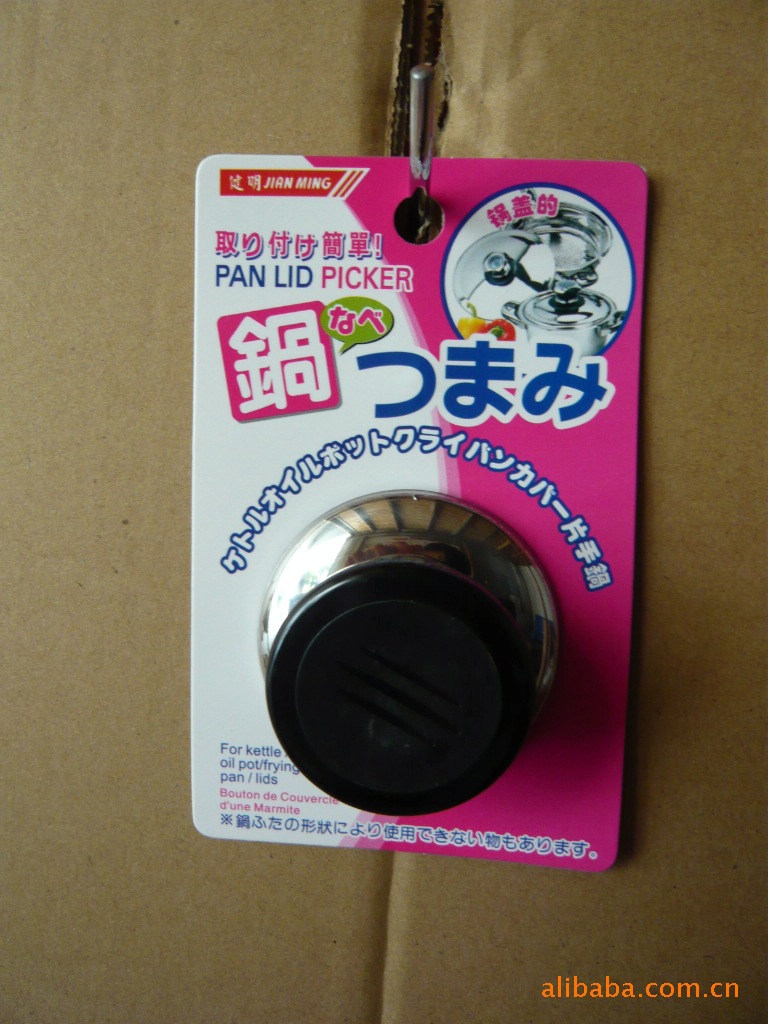 健明 JIAN MING
锅盖的
取り付け簡單!
PAN LID PICKER
鍋
なべ
つまみ
ケトルオイルポットクライパンカバー片手鍋
For kettle
oil pot/frying
pan / lids
Bouton de Couvercle
d'une Marmite
※鍋ふたの形狀により使用できない物もあります。
alibaba.com.cn